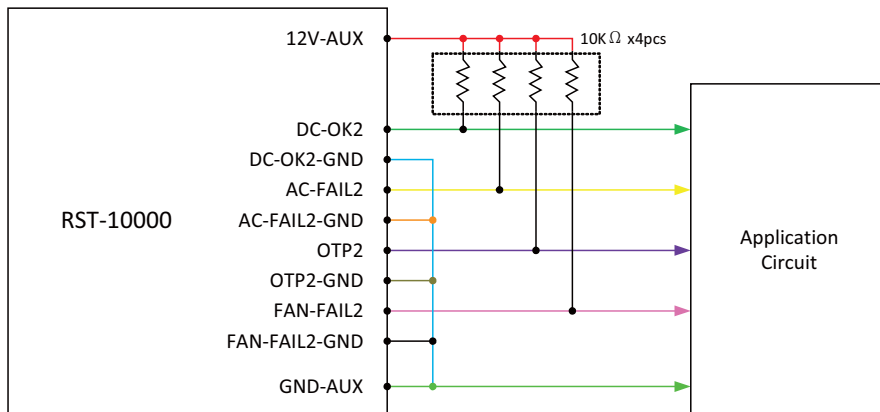 12V-AUX
10KΩ x4pcs
DC-OK2
DC-OK2-GND
AC-FAIL2
RST-10000
AC-FAIL2-GND
OTP2
Application
Circuit
OTP2-GND
FAN-FAIL2
FAN-FAIL2-GND
GND-AUX